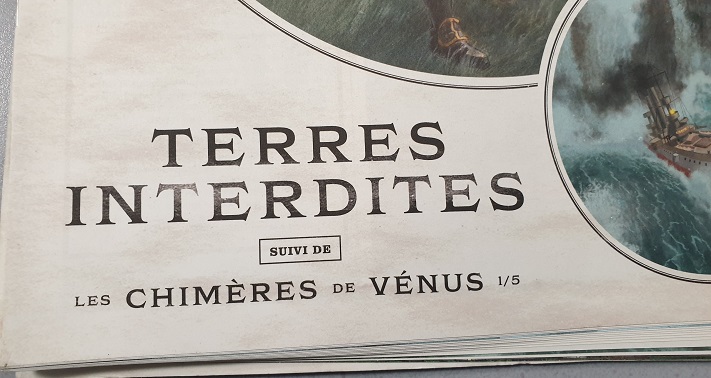 TERRES
INTERDITES
SUIVI DE
LES CHIMÈRES DE VÉNUS 1/5